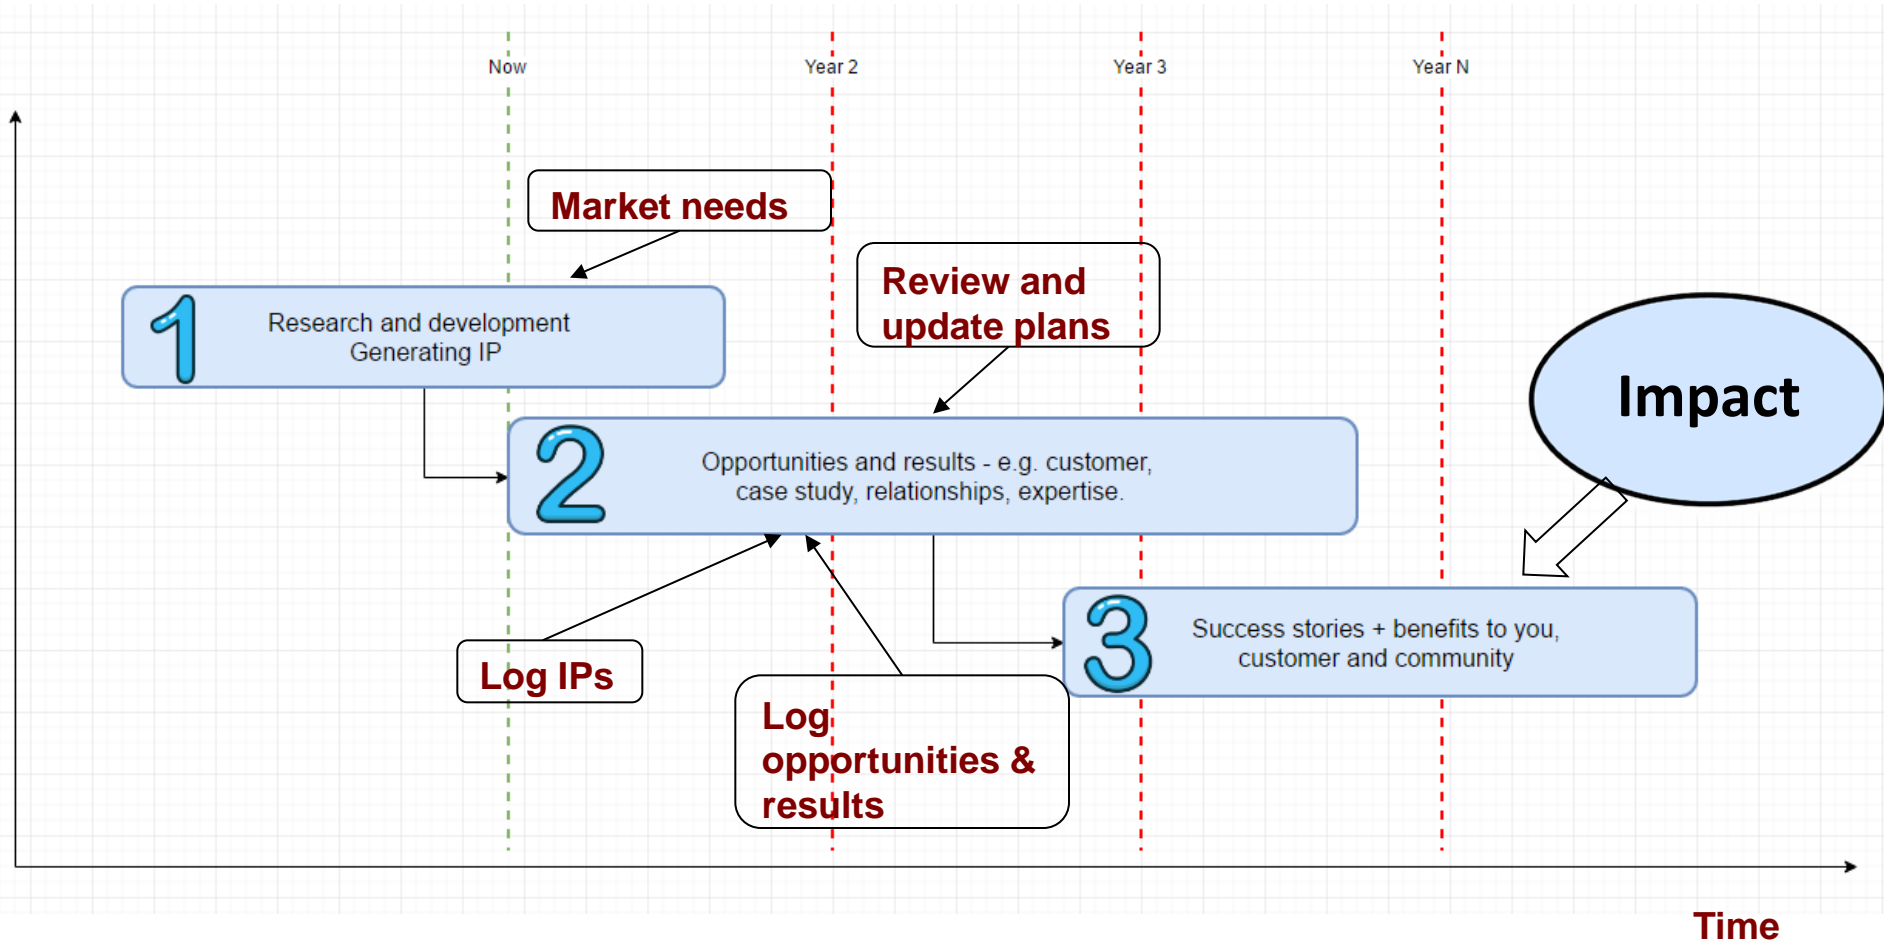 Now
Year 2
Year 3
Year N
Market needs
Review and
update plans
1
Research and development
Generating IP
Impact
2
Opportunities and results - e.g. customer,
case study, relationships, expertise.
3
Success stories + benefits to you,
customer and community
Log IPs
Log
opportunities &
results
Time